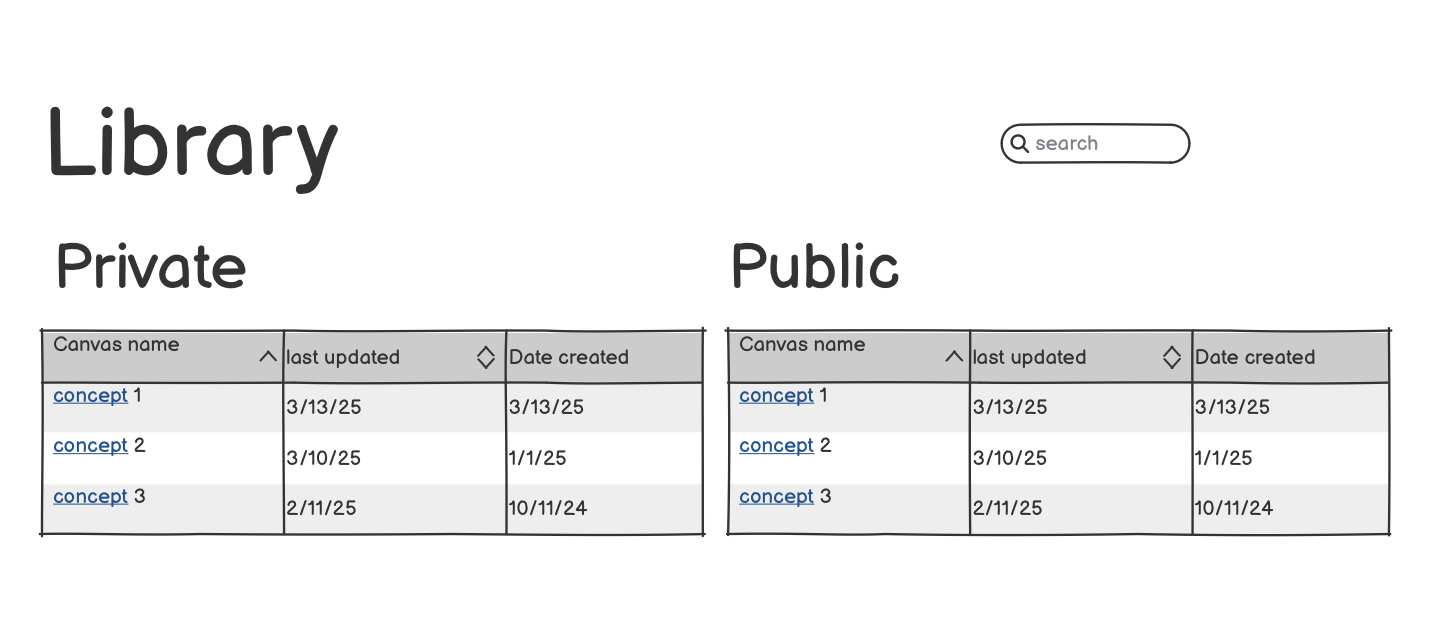 Library
search
Private
Canvas name last updated Date created
concept 1 3/13/25 3/13/25
concept 2 3/10/25 1/1/25
concept 3 2/11/25 10/11/24
Public
Canvas name last updated Date created
concept 1 3/13/25 3/13/25
concept 2 3/10/25 1/1/25
concept 3 2/11/25 10/11/24